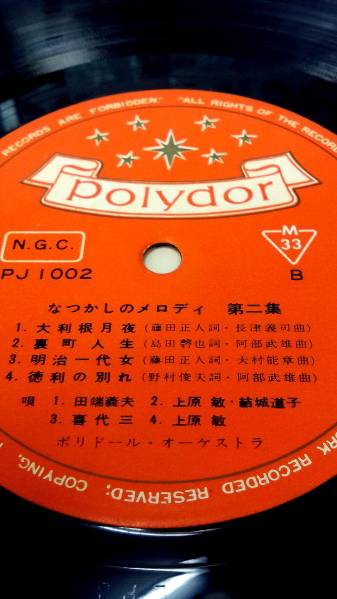 RECORDS ARE FORBIDDEN." "ALL RIGHTS OF THE RECOR
polydor
N.G.C.
M
33
PJ 1002
B
なつかしのメロディ 第二集
1. 大利根月夜(藤田正人詞・長津義司曲)
2. 裏町人生(島田磬也詞・阿部武雄曲)
3. 明治一代女(藤田正人詞・大村能章曲)
4. 徳利の別れ(野村俊夫詞・阿部武雄曲)
唄 1. 田端義夫 2. 上原 敏・結城道子
3. 喜代三 4. 上原 敏
ポリドール・オーケストラ
RK RECORDED RESERVED; COPYING,